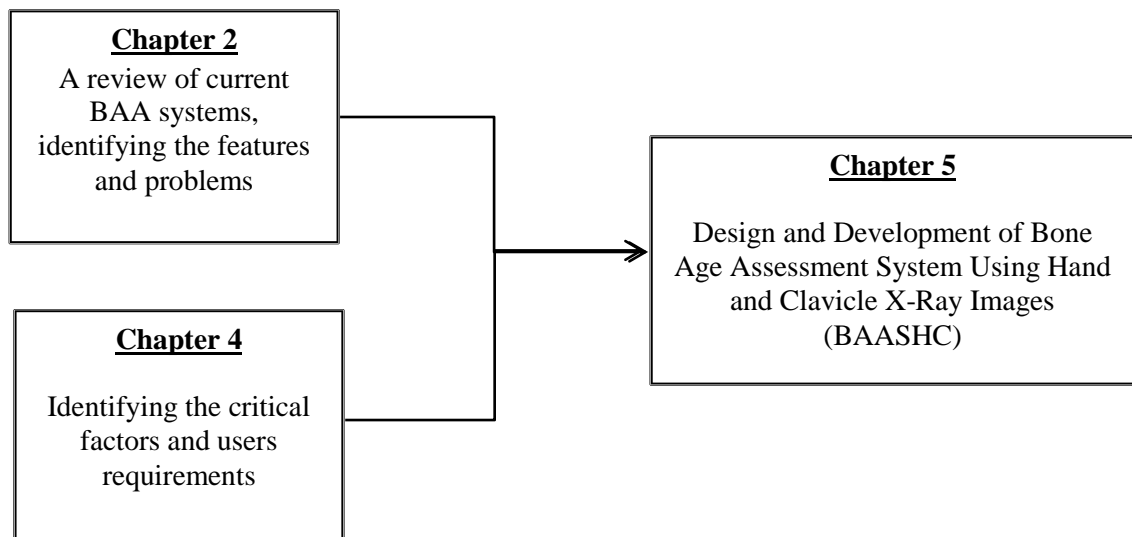 Chapter 2
A review of current
BAA systems,
identifying the features
and problems
Chapter 4
Identifying the critical
factors and users
requirements
Chapter 5
Design and Development of Bone
Age Assessment System Using Hand
and Clavicle X-Ray Images
(BAASHC)